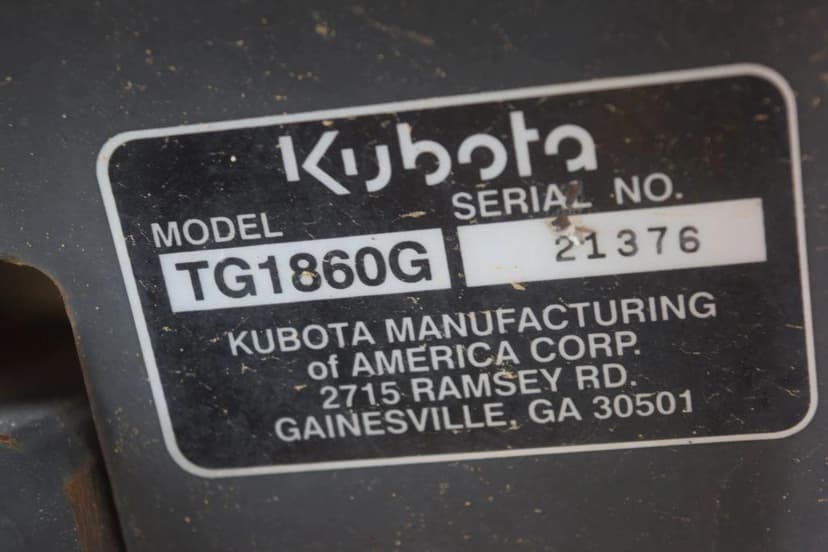 Kubota
MODEL SERIAL NO.
TG1860G 21376
KUBOTA MANUFACTURING
of AMERICA CORP.
2715 RAMSEY RD.
GAINESVILLE, GA 30501